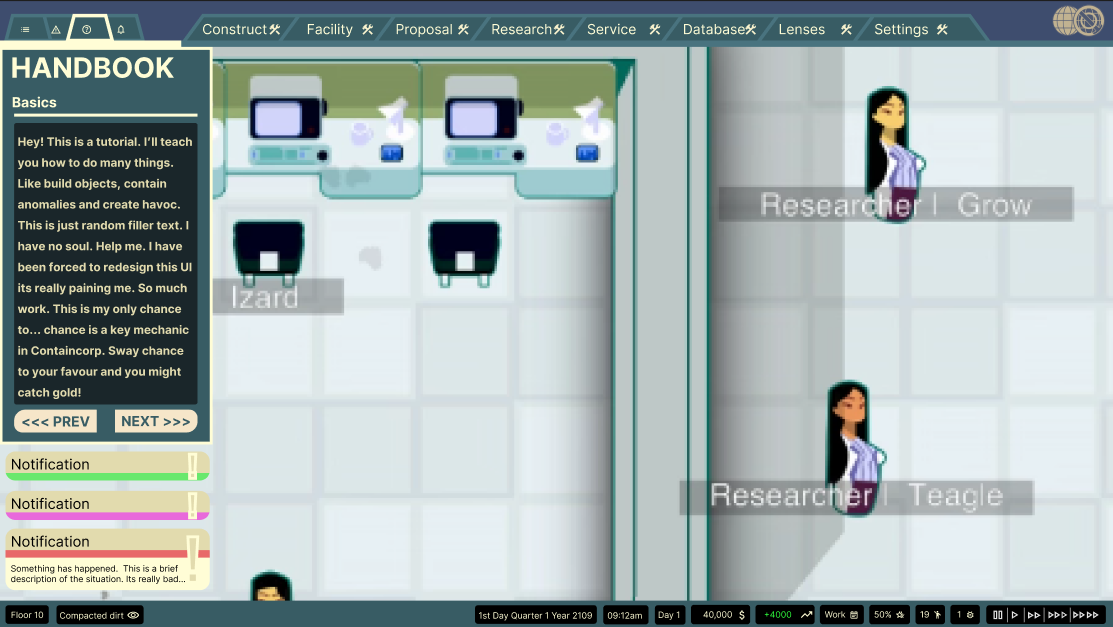 Construct
Facility
Proposal
Research
Service
Database
Lenses
Settings
HANDBOOK
Basics
Hey! This is a tutorial. I'll teach
you how to do many things.
Like build objects, contain
anomalies and create havoc.
This is just random filler text. I
have no soul. Help me. I have
been forced to redesign this UI
its really paining me. So much
work. This is my only chance
to... chance is a key mechanic
in Containcorp. Sway chance
to your favour and you might
catch gold!
<<< PREV
NEXT >>>
Notification
Notification
Notification
Something has happened. This is a brief
description of the situation. Its really bad...
Izard
Researcher | Grow
Researcher | Teagle
Floor 10
Compacted dirt
1st Day Quarter 1 Year 2109
09:12am
Day 1
40,000 $
+4000
Work
50%
19
1